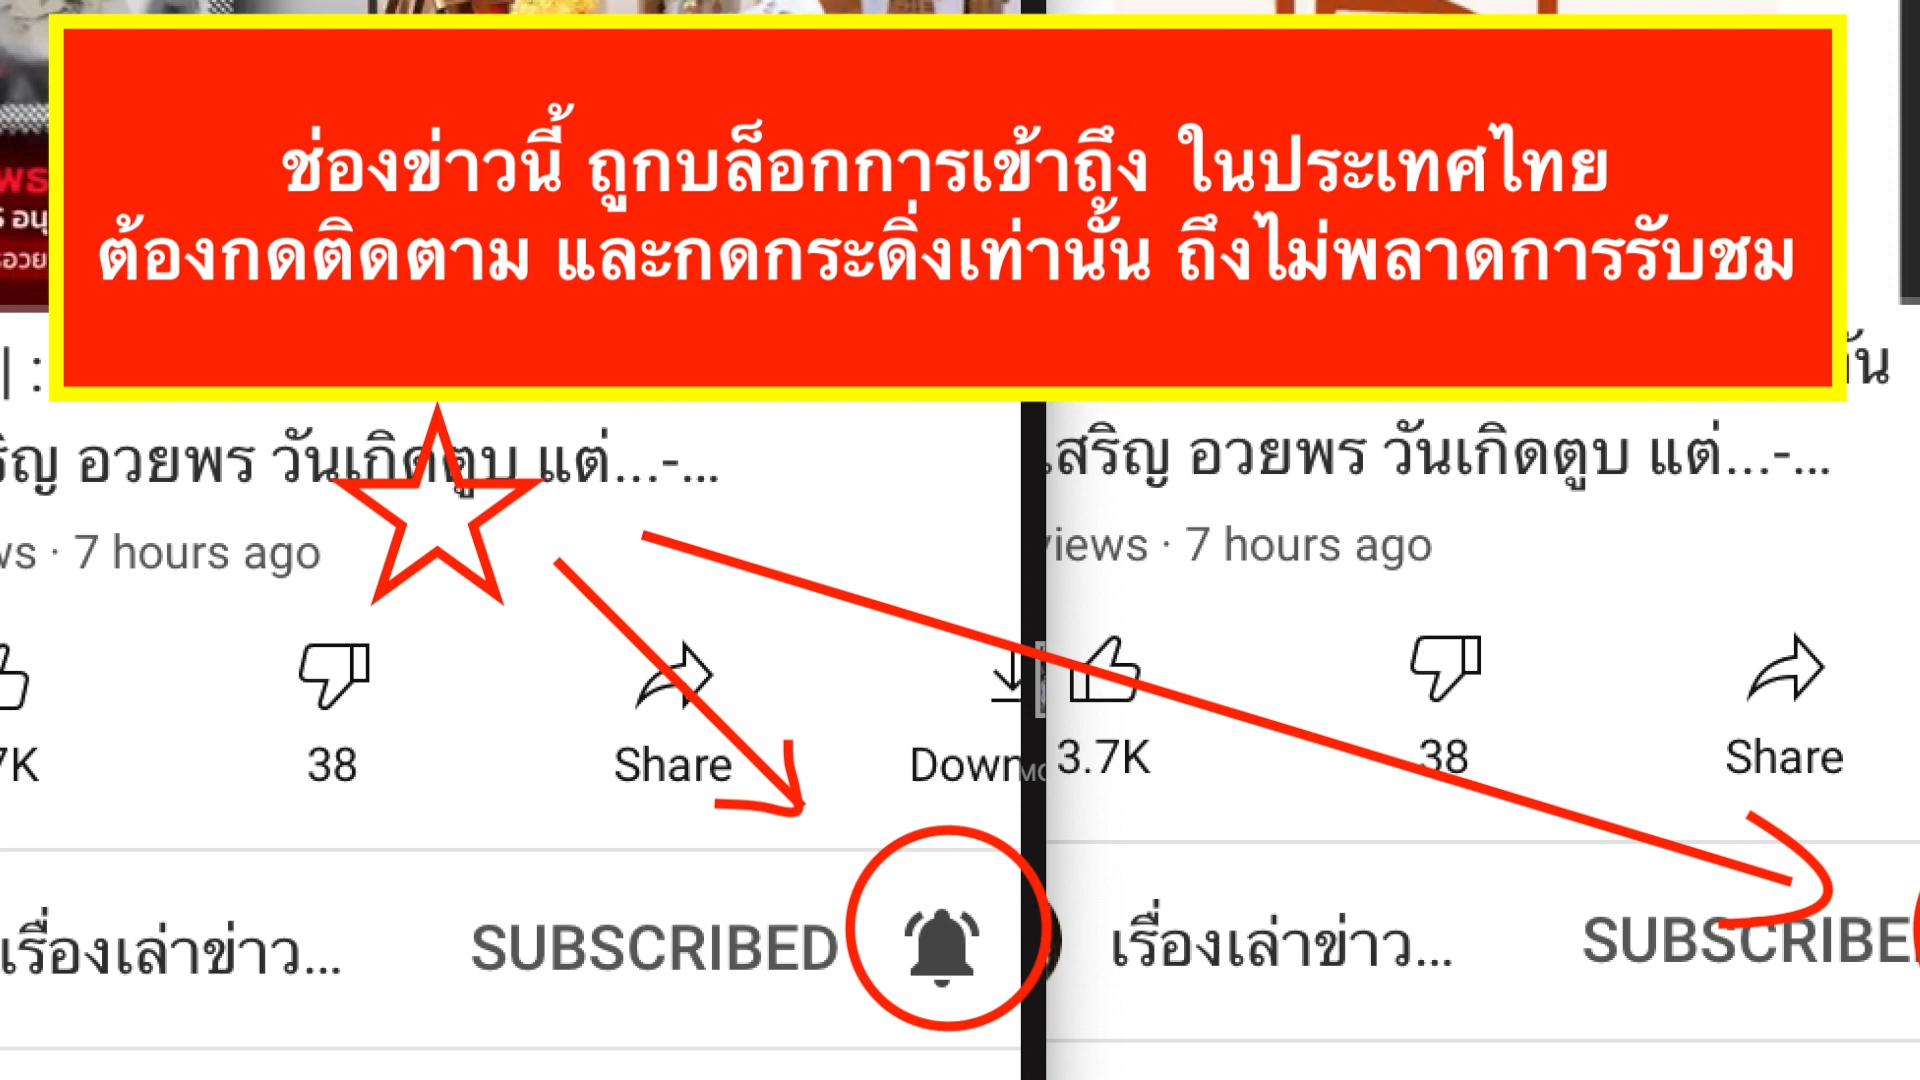 ช่องข่าวนี้ ถูกบล็อกการเข้าถึง ในประเทศไทย
ต้องกดติดตาม และกดกระดิ่งเท่านั้น ถึงไม่พลาดการรับชม
อวยพร วันเกิดตูบ แต่...-...
7 hours ago
38
Share
เรื่องเล่าข่าว...
SUBSCRIBED
อวยพร วันเกิดตูบ แต่...-...
views · 7 hours ago
3.7K
38
Share
เรื่องเล่าข่าว...
SUBSCRIBE